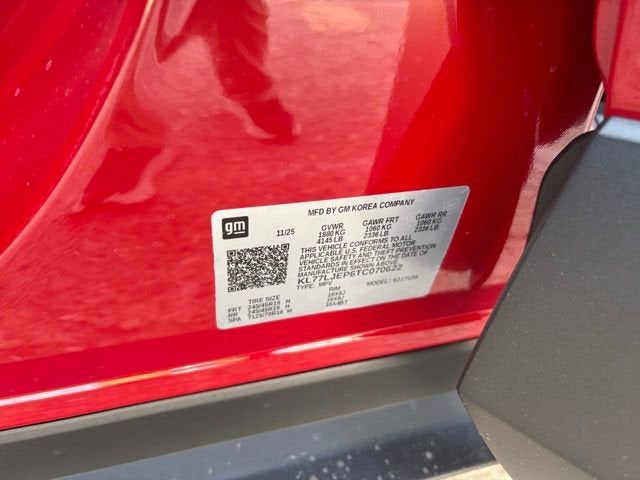 MFD BY GM KOREA COMPANY
gm
11/25
GVWR GAWR FRT GAWR RR
1880 KG 1060 KG 1060 KG
4145 LB 2336 LB 2336 LB
THIS VEHICLE CONFORMS TO ALL
APPLICABLE U.S. FEDERAL MOTOR
VEHICLE SAFETY AND THEFT PREVENTION
STANDARDS IN EFFECT ON THE DATE OF
MANUFACTURE SHOWN ABOVE.
KL77LJEP6TC070622
TYPE: MPV MODEL:
TIRE SIZE RIM
FRT 245/45R19 H
RR 245/45R19 H
SPA T125/70R16 M